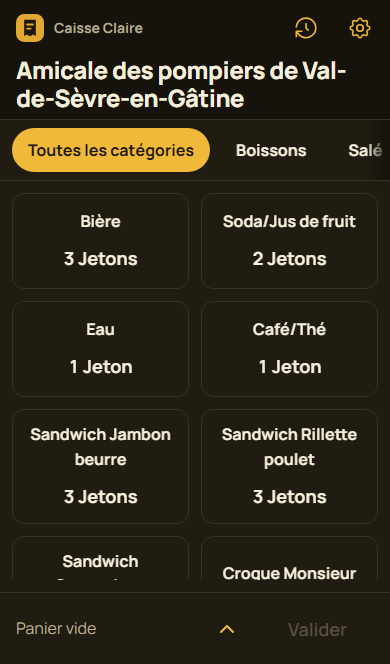 Caisse Claire
Amicale des pompiers de Val-
de-Sèvre-en-Gâtine
Toutes les catégories
Boissons
Salé
Bière
3 Jetons
Soda/Jus de fruit
2 Jetons
Eau
1 Jeton
Café/Thé
1 Jeton
Sandwich Jambon
beurre
3 Jetons
Sandwich Rillette
poulet
3 Jetons
Sandwich
Croque Monsieur
Panier vide
Valider